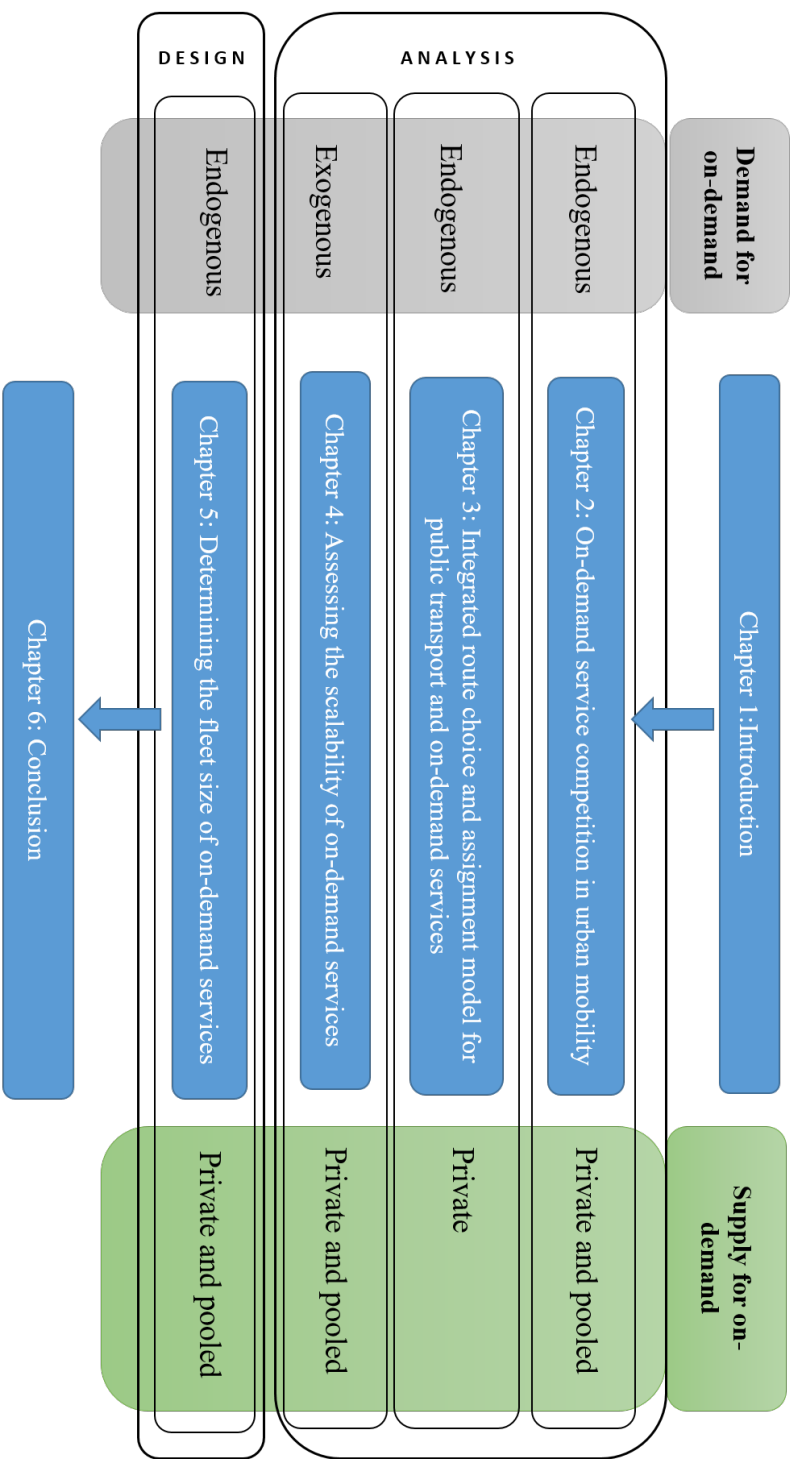 Demand for
on-demand
Chapter 1:Introduction
Supply for on-
demand
ANALYSIS
Endogenous
Chapter 2: On-demand service competition in urban mobility
Private and pooled
Endogenous
Chapter 3: Integrated route choice and assignment model for
public transport and on-demand services
Private
Exogenous
Chapter 4: Assessing the scalability of on-demand services
Private and pooled
DESIGN
Endogenous
Chapter 5: Determining the fleet size of on-demand services
Private and pooled
Chapter 6: Conclusion